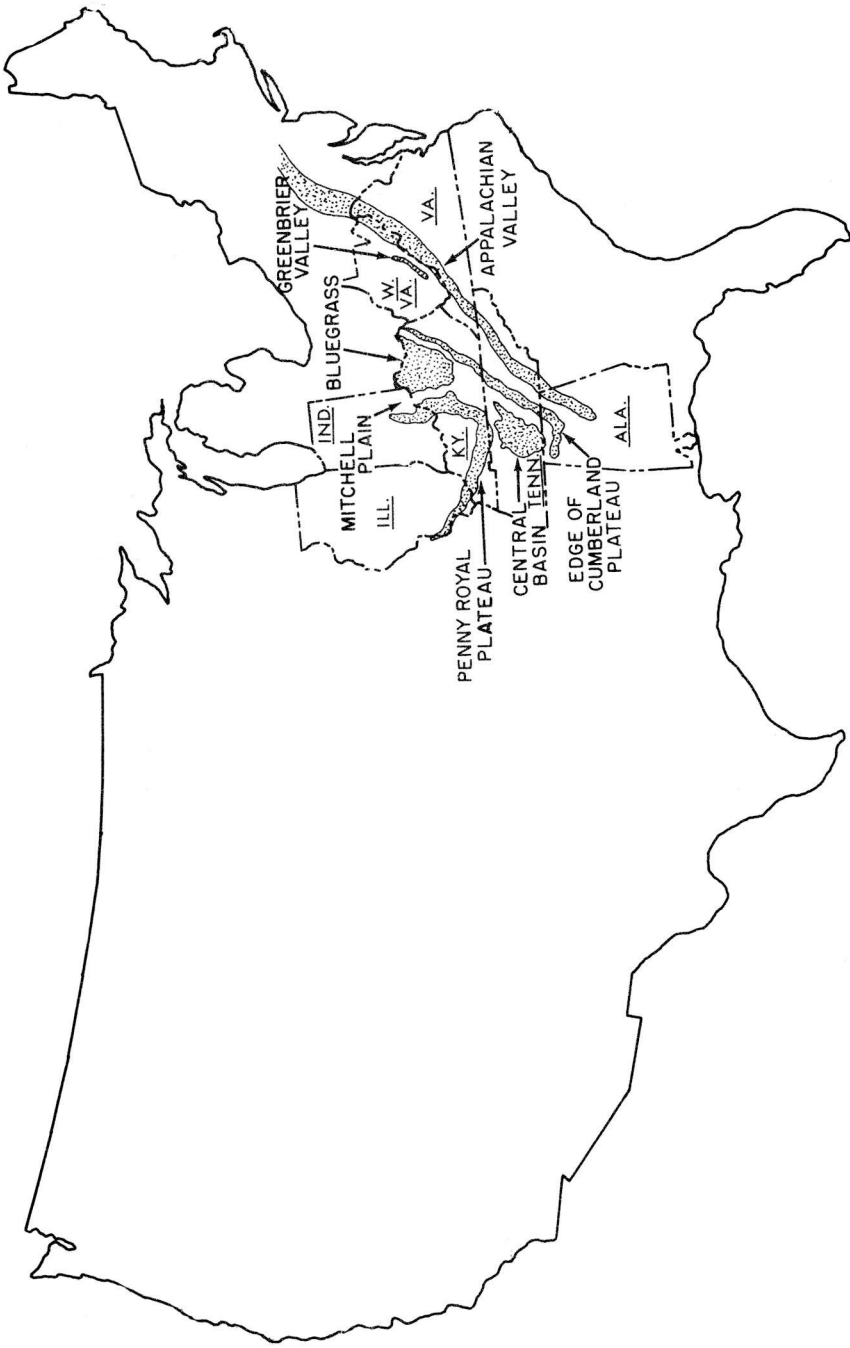 GREENBRIER
VALLEY
BLUEGRASS
IND.
MITCHELL
PLAIN
ILL.
W.
VA.
VA.
KY.
APPALACHIAN
VALLEY
PENNY ROYAL
PLATEAU
CENTRAL
BASIN
TENN.
EDGE OF
CUMBERLAND
PLATEAU
ALA.